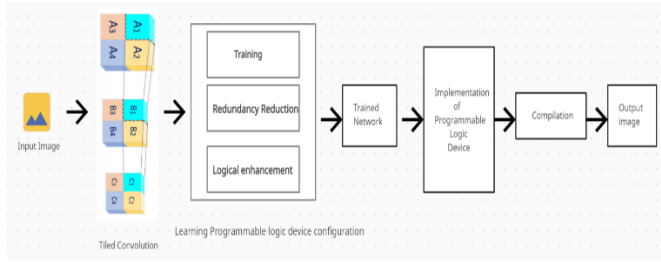 Input Image
A3 A1
A4 A2
B3 B1
B4 B2
C3 C1
C4 C2
Tiled Convolution
Training
Redundancy Reduction
Logical enhancement
Learning Programmable logic device configuration
Trained
Network
Implementation
of
Programmable
Logic
Device
Compilation
Output
image